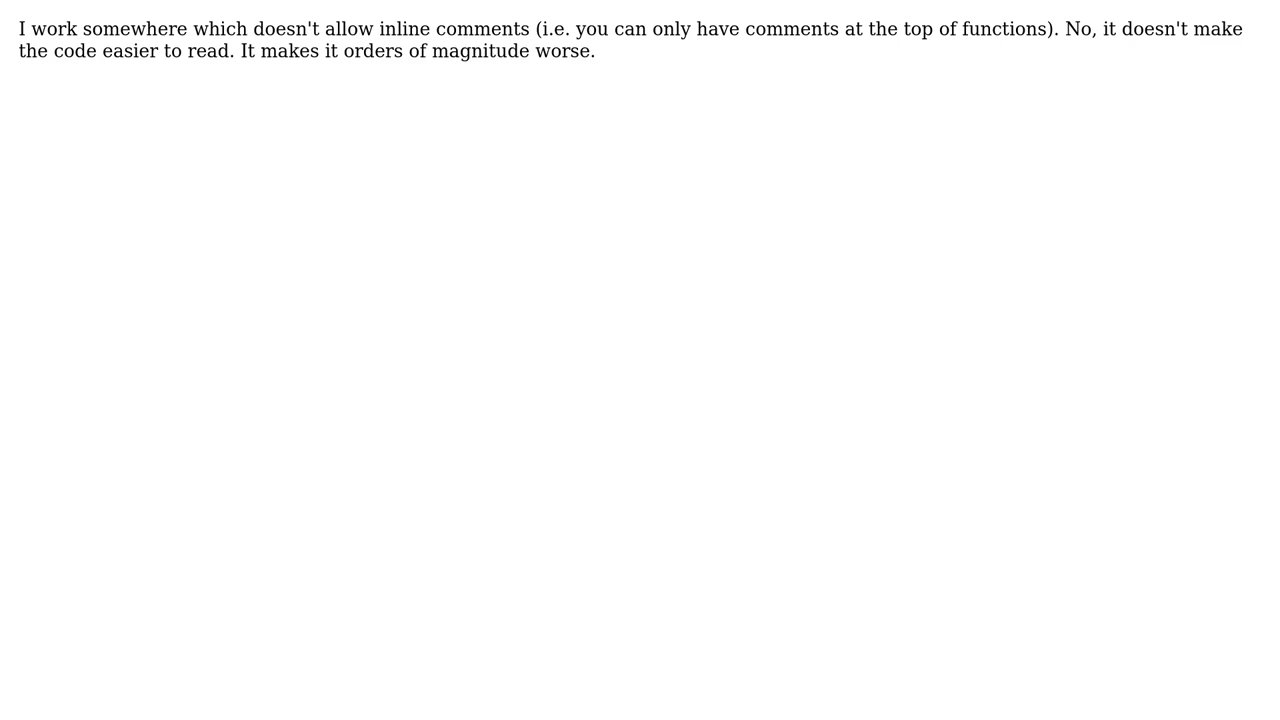 I work somewhere which doesn't allow inline comments (i.e. you can only have comments at the top of functions). No, it doesn't make
the code easier to read. It makes it orders of magnitude worse.